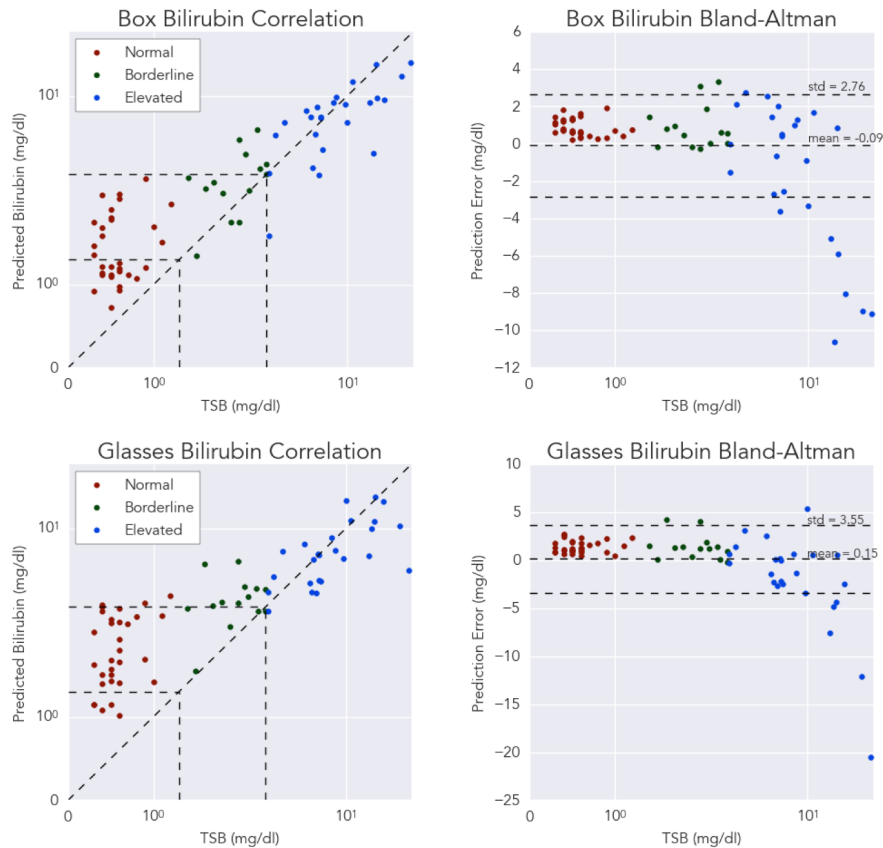 Box Bilirubin Correlation
Normal
Borderline
Elevated
10¹
10⁰
0
Predicted Bilirubin (mg/dl)
0
10⁰
10¹
TSB (mg/dl)
Box Bilirubin Bland-Altman
6
4
2
0
−2
−4
−6
−8
−10
−12
Prediction Error (mg/dl)
std = 2.76
mean = -0.09
0
10⁰
10¹
TSB (mg/dl)
Glasses Bilirubin Correlation
Normal
Borderline
Elevated
10¹
10⁰
0
Predicted Bilirubin (mg/dl)
0
10⁰
10¹
TSB (mg/dl)
Glasses Bilirubin Bland-Altman
10
5
0
−5
−10
−15
−20
−25
Prediction Error (mg/dl)
std = 3.55
mean = 0.15
0
10⁰
10¹
TSB (mg/dl)